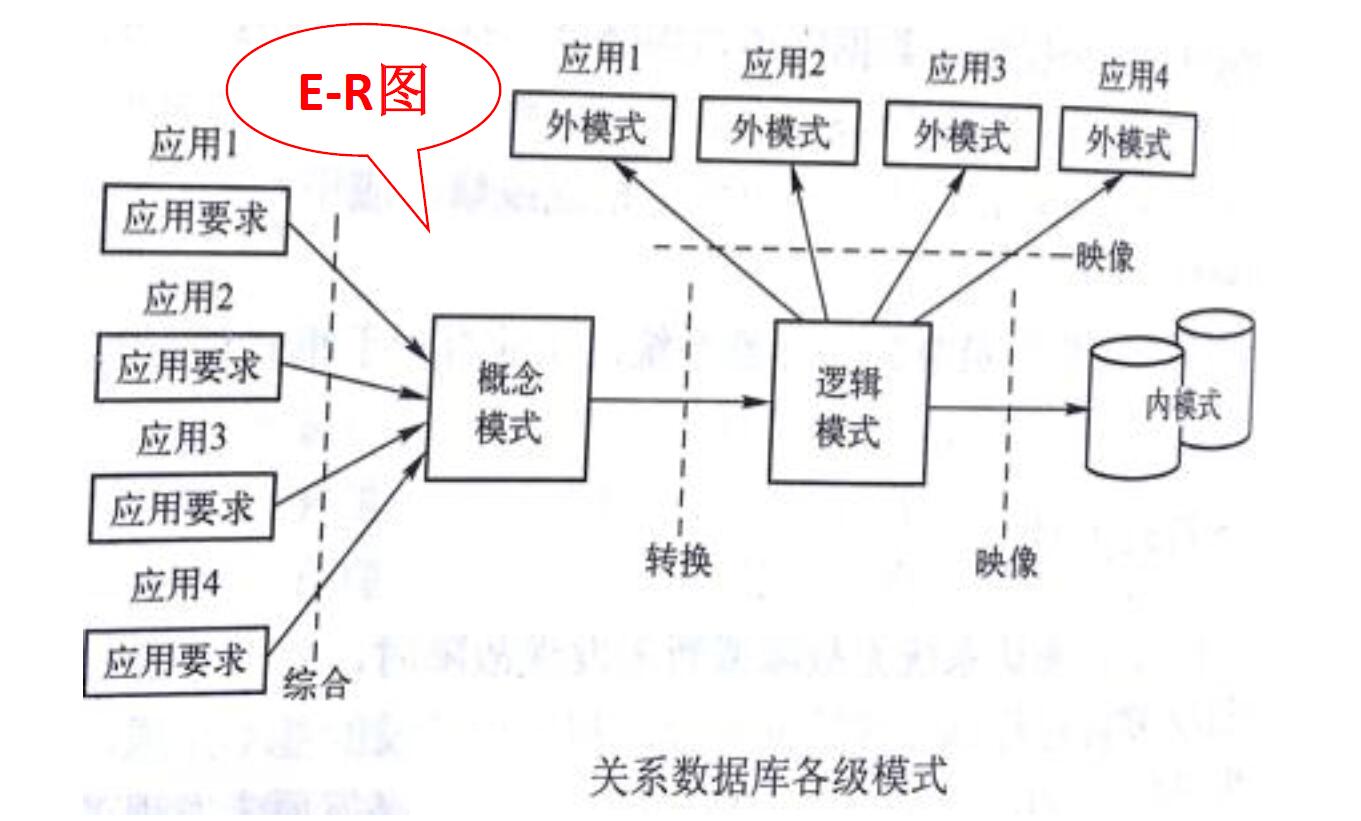 E-R图
应用1
应用2
应用3
应用4
外模式
外模式
外模式
外模式
应用1
应用要求
应用2
应用要求
应用3
应用要求
应用4
应用要求
综合
概念
模式
转换
逻辑
模式
映像
映像
内模式
关系数据库各级模式